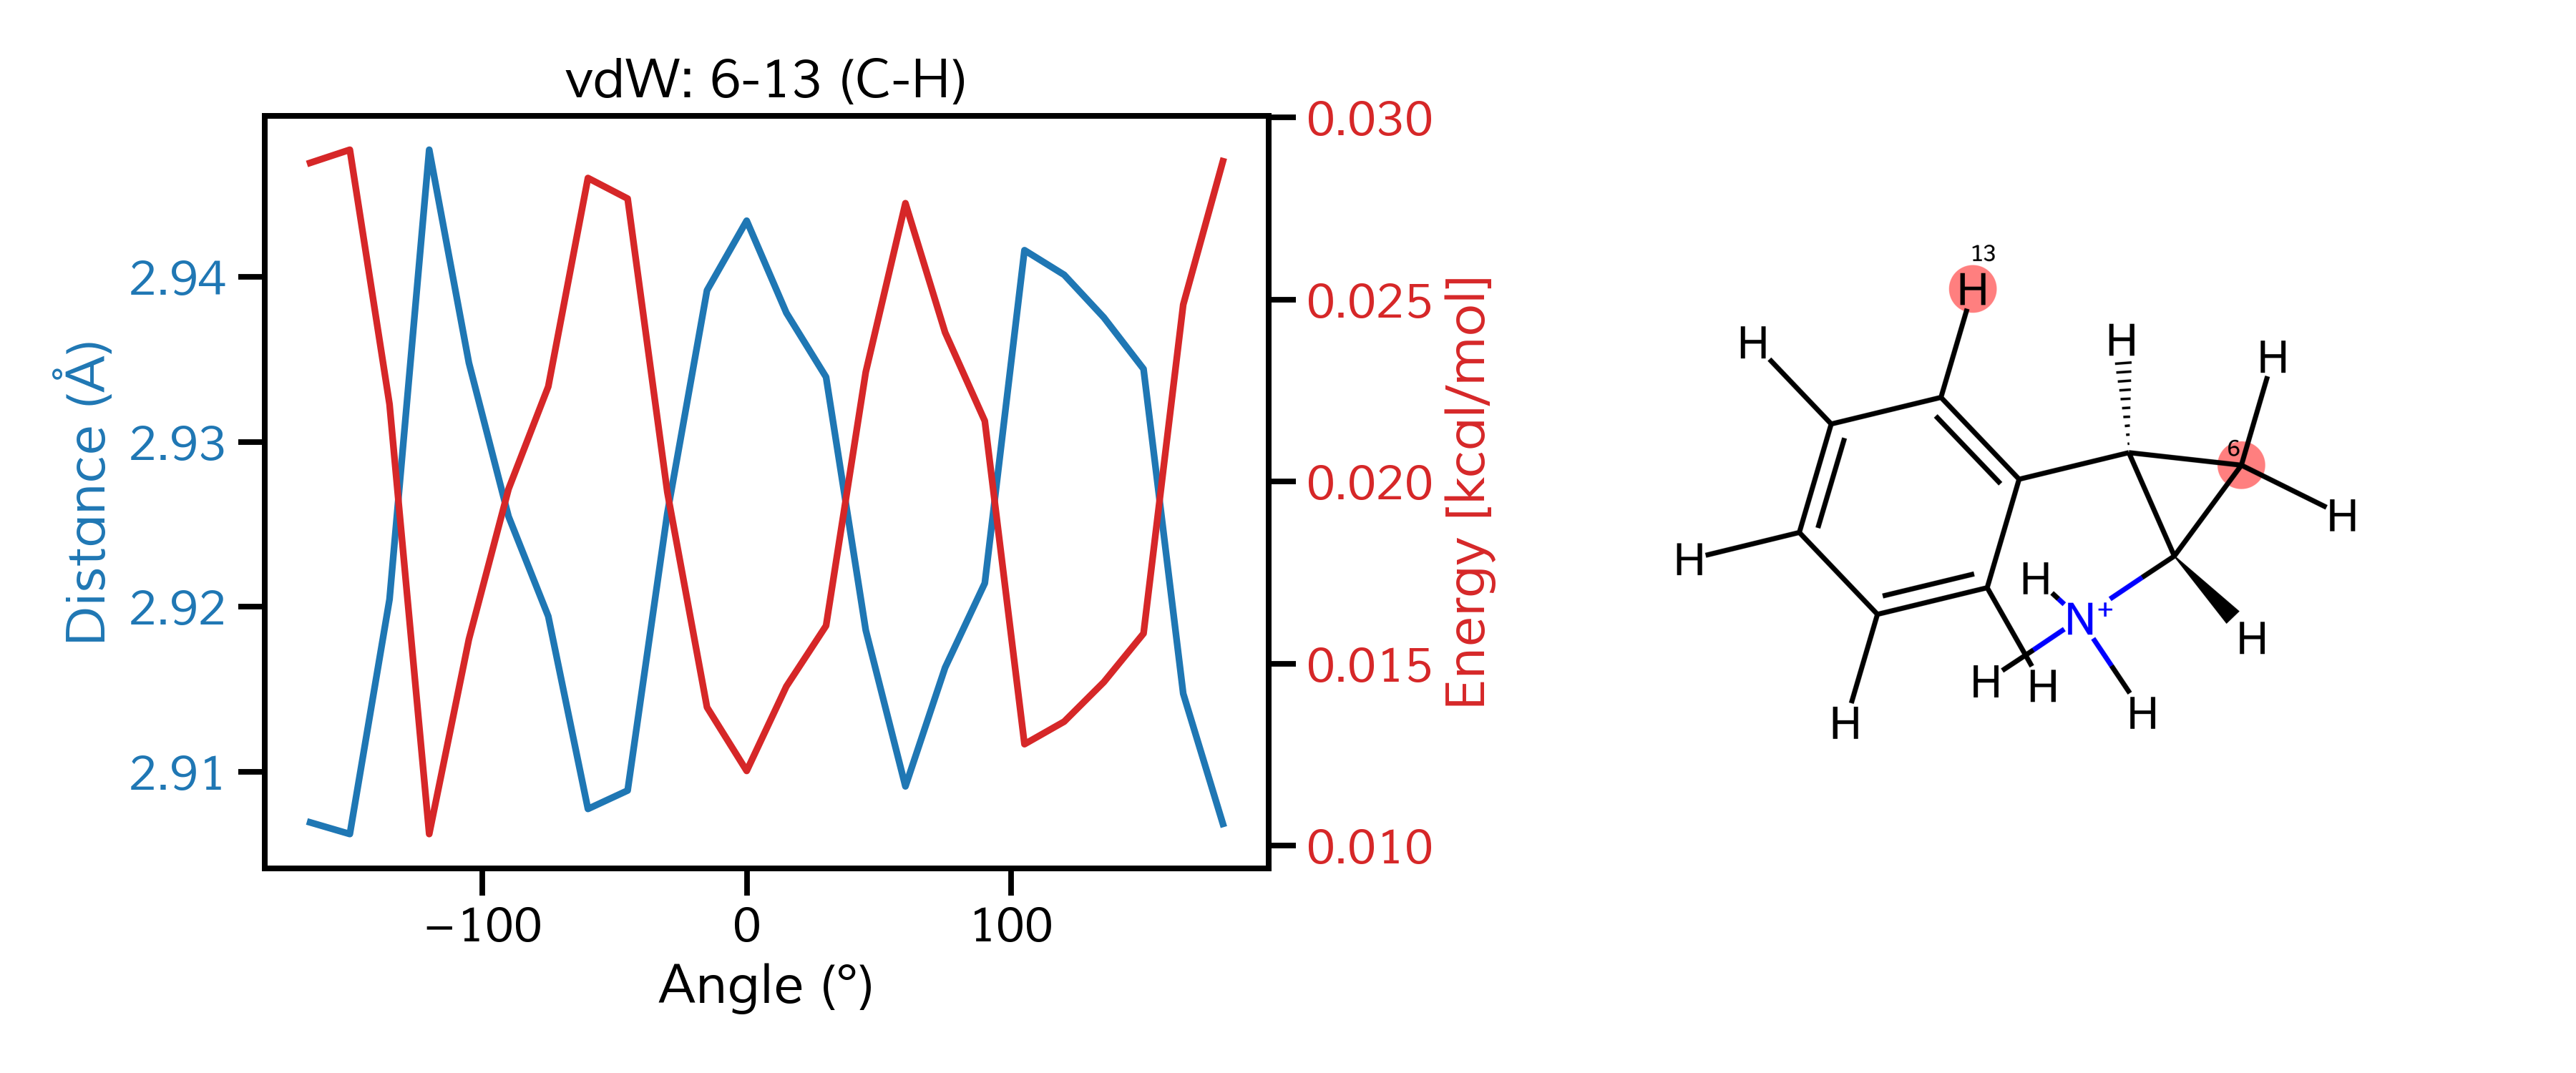 vdW: 6-13 (C-H)
Distance (Å)
2.94
2.93
2.92
2.91
0.030
0.025
0.020
0.015
0.010
Energy [kcal/mol]
−100
0
100
Angle (°)
13
H
H
H
H
6
H
H
H
N+
H
H
H
H
H